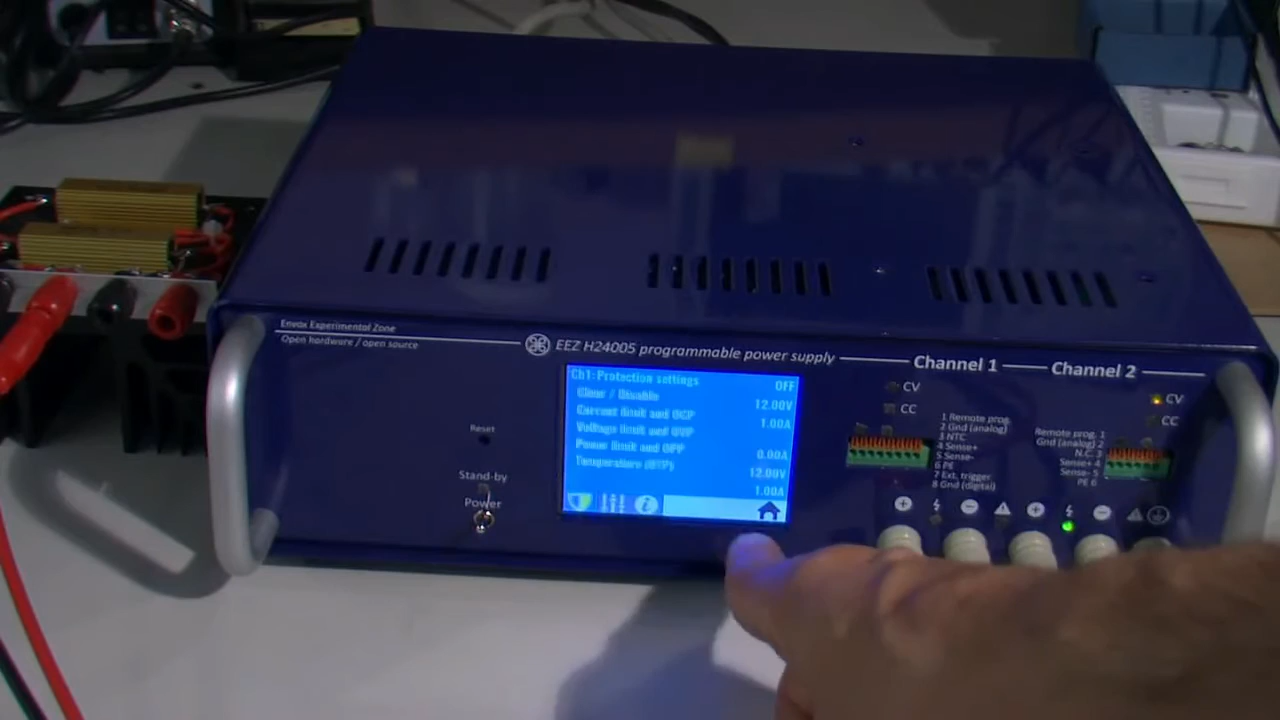 Envox Experimental Zone
Open hardware / open source
EEZ H24005 programmable power supply
Channel 1
Channel 2
Ch1: Protection settings
OFF
Clear / Disable
12.00V
Current limit and OCP
1.00A
Voltage limit and OVP
Power limit and OPP
0.00A
Temperature (OTP)
12.00V
1.00A
Reset
Stand-by
Power
CV
CC
1 Remote prog.
2 Gnd (analog)
3 NTC
4 Sense+
5 Sense-
6 PE
7 Ext. trigger
8 Gnd (digital)
CV
CC
Remote prog. 1
Gnd (analog) 2
N.C. 3
Sense+ 4
Sense- 5
PE 6